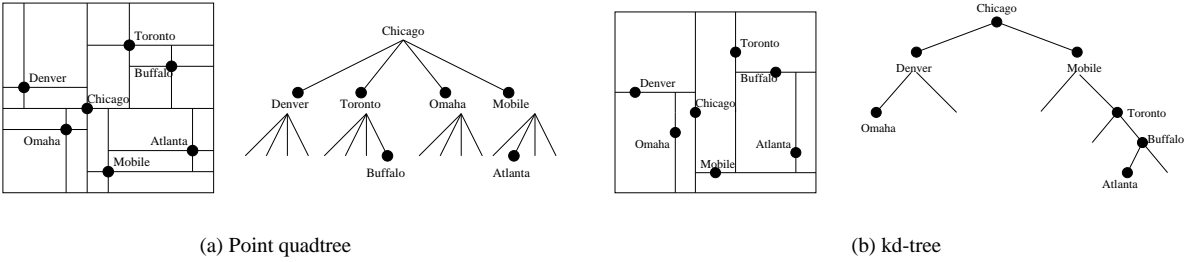 Toronto
Buffalo
Denver
Chicago
Omaha
Atlanta
Mobile
Chicago
Denver
Toronto
Omaha
Mobile
Buffalo
Atlanta
(a) Point quadtree
Toronto
Buffalo
Denver
Chicago
Omaha
Atlanta
Mobile
Chicago
Denver
Mobile
Omaha
Toronto
Buffalo
Atlanta
(b) kd-tree